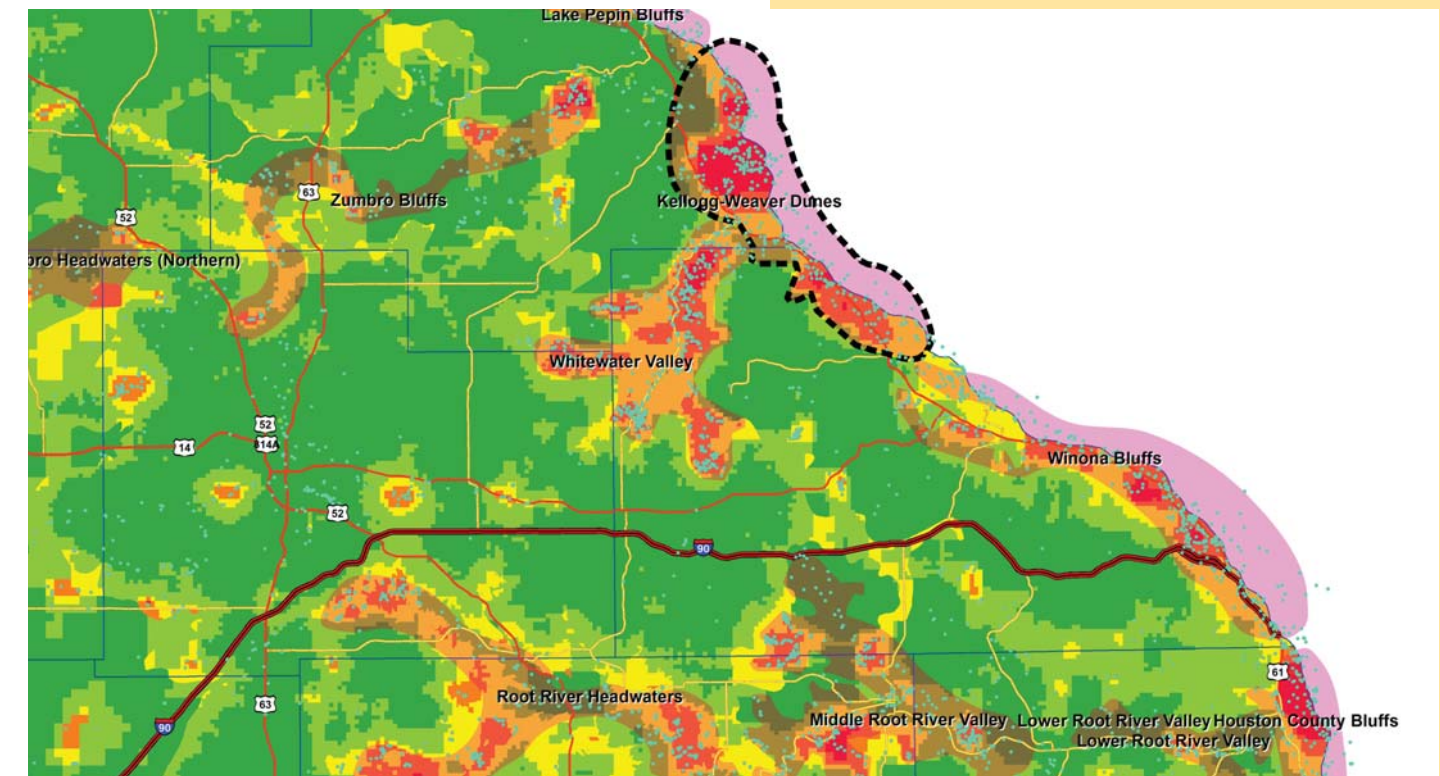 Lake Pepin Bluffs
63
Zumbro Bluffs
Kellogg-Weaver Dunes
52
bro Headwaters (Northern)
Whitewater Valley
52
14
814A
Winona Bluffs
52
90
61
Root River Headwaters
63
90
Middle Root River Valley
Lower Root River Valley
Houston County Bluffs
Lower Root River Valley